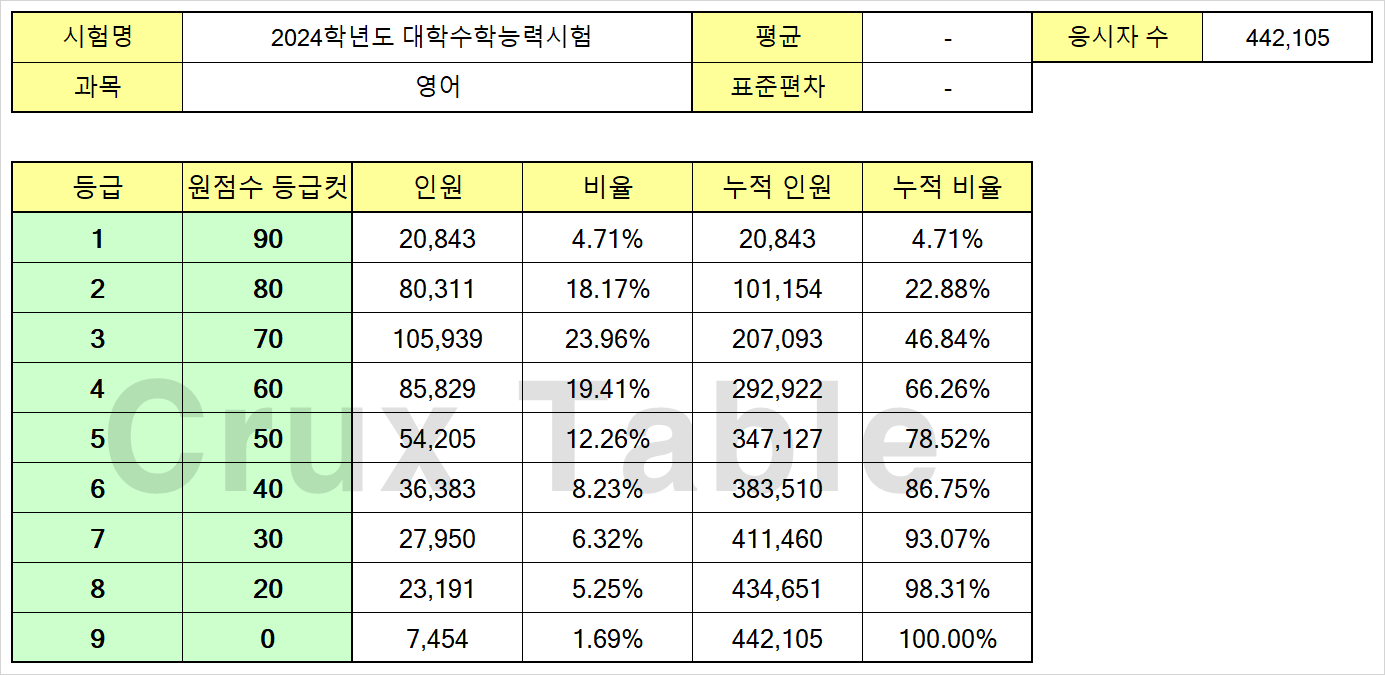 시험명 2024학년도 대학수학능력시험 평균 - 응시자 수 442,105
과목 영어 표준편차 -
등급 원점수 등급컷 인원 비율 누적 인원 누적 비율
1 90 20,843 4.71% 20,843 4.71%
2 80 80,311 18.17% 101,154 22.88%
3 70 105,939 23.96% 207,093 46.84%
4 60 85,829 19.41% 292,922 66.26%
5 50 54,205 12.26% 347,127 78.52%
6 40 36,383 8.23% 383,510 86.75%
7 30 27,950 6.32% 411,460 93.07%
8 20 23,191 5.25% 434,651 98.31%
9 0 7,454 1.69% 442,105 100.00%
Crux Table